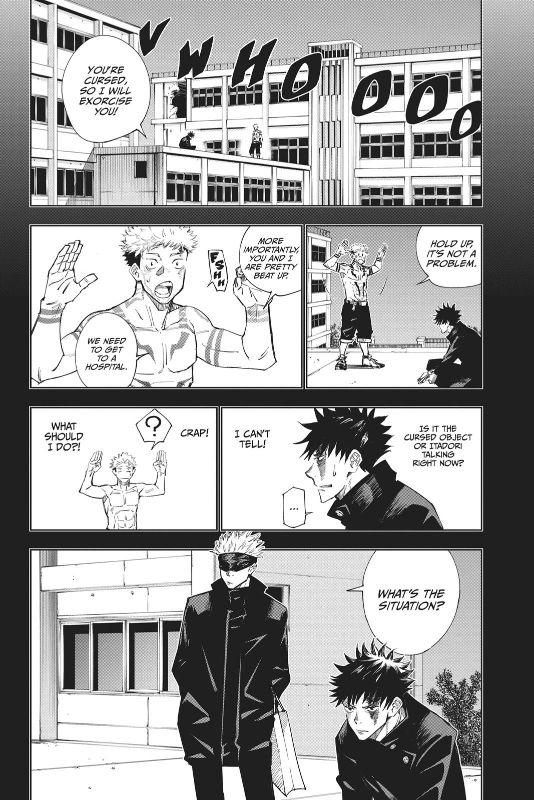 YOU'RE
CURSED,
SO I WILL
EXORCISE
YOU!
VWHOOOOO
HOLD UP,
IT'S NOT A
PROBLEM.
MORE
IMPORTANTLY,
YOU AND I
ARE PRETTY
BEAT UP.
FSHH
WE NEED
TO GET
TO A
HOSPITAL.
IS IT THE
CURSED OBJECT
OR ITADORI
TALKING
RIGHT NOW?
I CAN'T
TELL!
...
CRAP!
?
WHAT
SHOULD
I DO?!
WHAT'S THE
SITUATION?